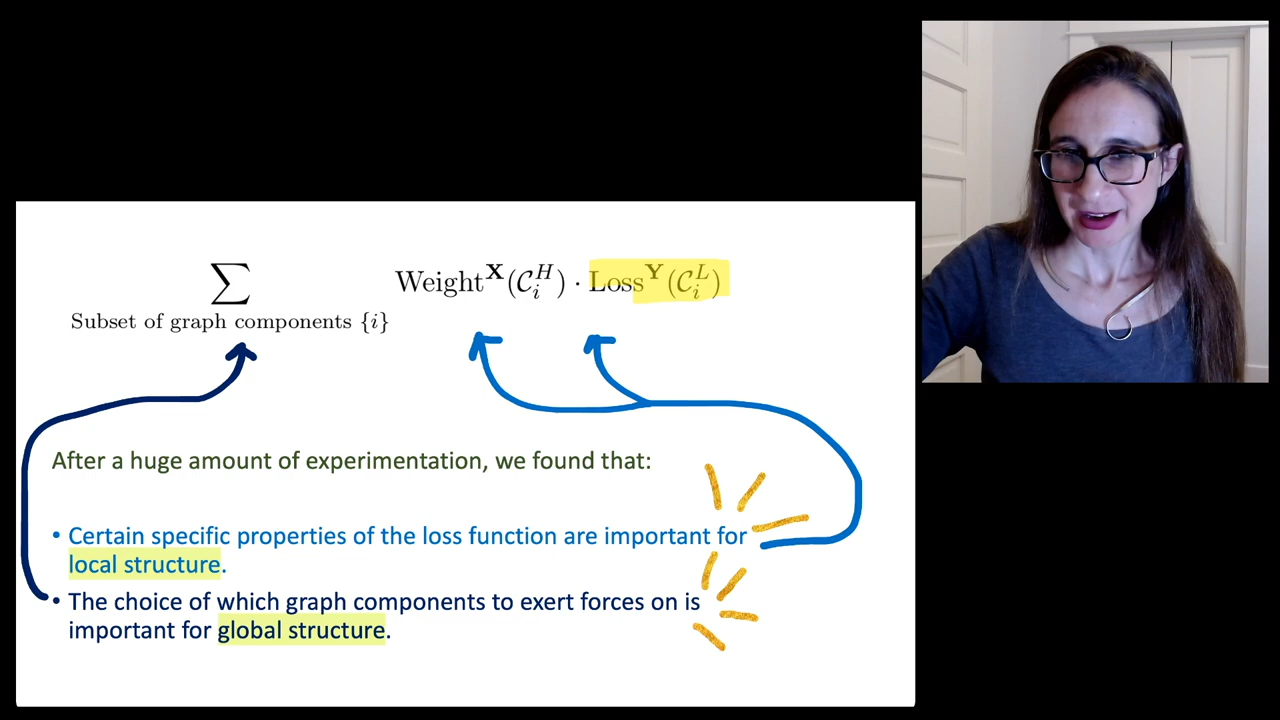 ∑ Weight^X(C_i^H) · Loss^Y(C_i^L)
Subset of graph components {i}
After a huge amount of experimentation, we found that:
• Certain specific properties of the loss function are important for
local structure.
• The choice of which graph components to exert forces on is
important for global structure.